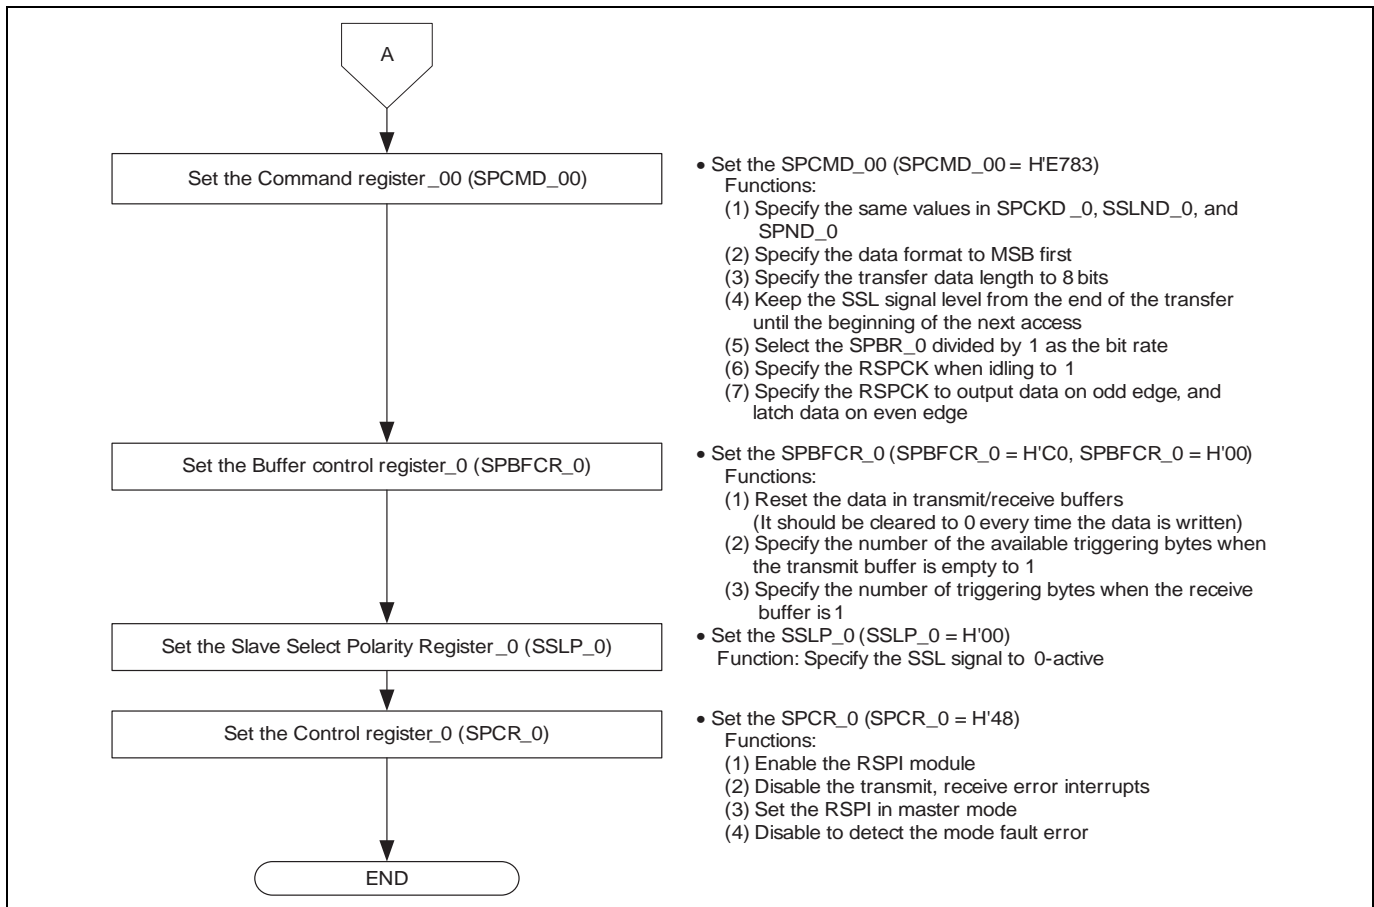 A
Set the Command register_00 (SPCMD_00)
• Set the SPCMD_00 (SPCMD_00 = H'E783)
Functions:
(1) Specify the same values in SPCKD_0, SSLND_0, and
SPND_0
(2) Specify the data format to MSB first
(3) Specify the transfer data length to 8 bits
(4) Keep the SSL signal level from the end of the transfer
until the beginning of the next access
(5) Select the SPBR_0 divided by 1 as the bit rate
(6) Specify the RSPCK when idling to 1
(7) Specify the RSPCK to output data on odd edge, and
latch data on even edge
Set the Buffer control register_0 (SPBFCR_0)
• Set the SPBFCR_0 (SPBFCR_0 = H'C0, SPBFCR_0 = H'00)
Functions:
(1) Reset the data in transmit/receive buffers
(It should be cleared to 0 every time the data is written)
(2) Specify the number of the available triggering bytes when
the transmit buffer is empty to 1
(3) Specify the number of triggering bytes when the receive
buffer is 1
Set the Slave Select Polarity Register_0 (SSLP_0)
• Set the SSLP_0 (SSLP_0 = H'00)
Function: Specify the SSL signal to 0-active
Set the Control register_0 (SPCR_0)
• Set the SPCR_0 (SPCR_0 = H'48)
Functions:
(1) Enable the RSPI module
(2) Disable the transmit, receive error interrupts
(3) Set the RSPI in master mode
(4) Disable to detect the mode fault error
END